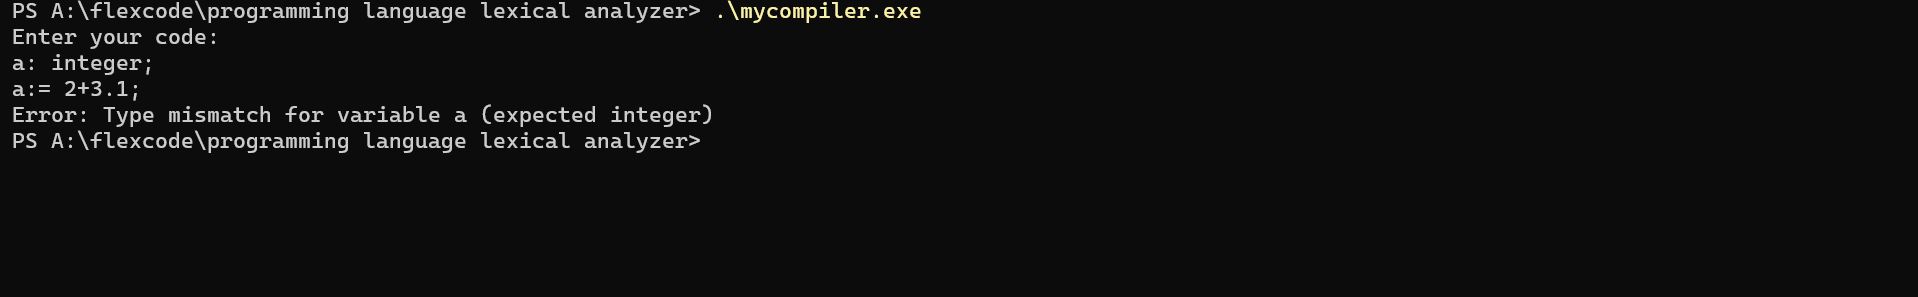 PS A:\flexcode\programming language lexical analyzer> .\mycompiler.exe
Enter your code:
a: integer;
a:= 2+3.1;
Error: Type mismatch for variable a (expected integer)
PS A:\flexcode\programming language lexical analyzer>